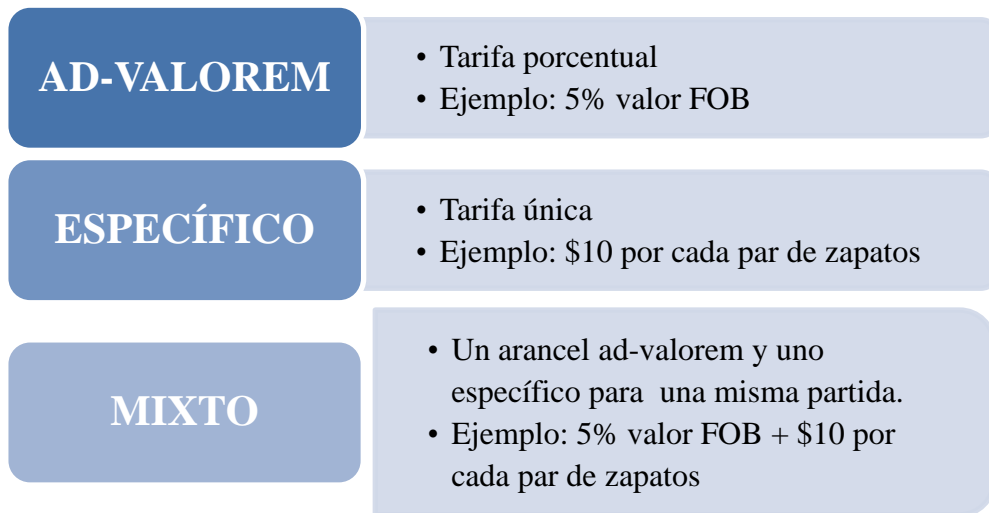 AD-VALOREM
• Tarifa porcentual
• Ejemplo: 5% valor FOB
ESPECÍFICO
• Tarifa única
• Ejemplo: $10 por cada par de zapatos
MIXTO
• Un arancel ad-valorem y uno
específico para una misma partida.
• Ejemplo: 5% valor FOB + $10 por
cada par de zapatos